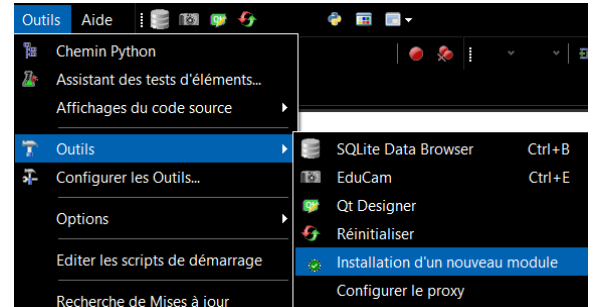 Outils Aide
Chemin Python
Assistant des tests d'éléments...
Affichages du code source
Outils
SQLite Data Browser Ctrl+B
Configurer les Outils...
EduCam Ctrl+E
Qt Designer
Options
Réinitialiser
Editer les scripts de démarrage
Installation d'un nouveau module
Recherche de Mises à jour
Configurer le proxy